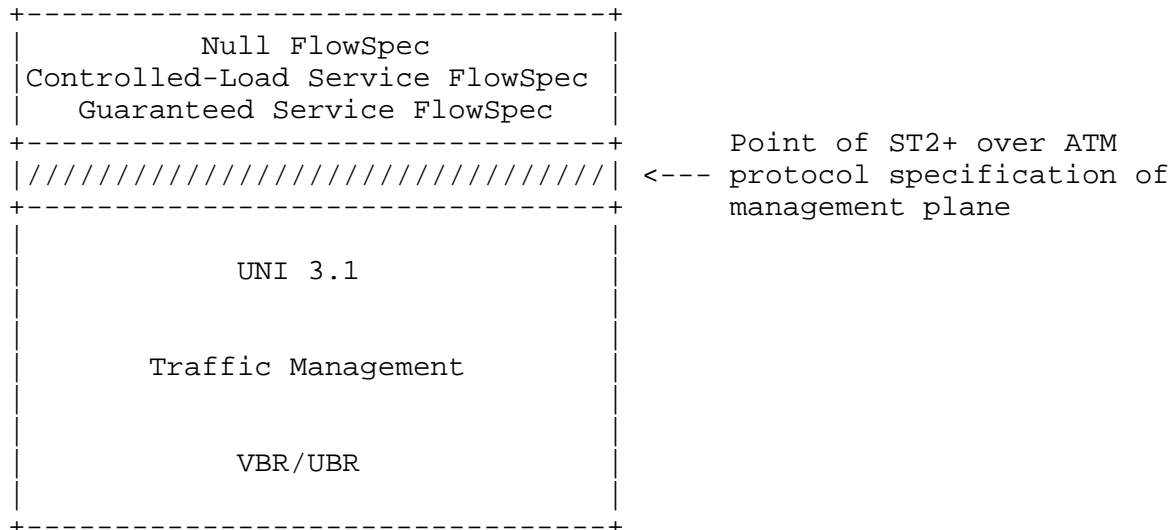 Null FlowSpec
Controlled-Load Service FlowSpec
Guaranteed Service FlowSpec
Point of ST2+ over ATM
///////////////////////////////// <--- protocol specification of
management plane
UNI 3.1
Traffic Management
VBR/UBR